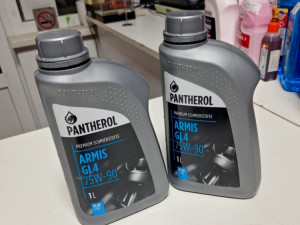 PANTHEROL
PREMIUM SCHMIERSTOFFE
ARMIS
GL4
75W-90
1L
PANTHEROL
PREMIUM SCHMIERSTOFFE
ARMIS
GL4
75W-90
1L